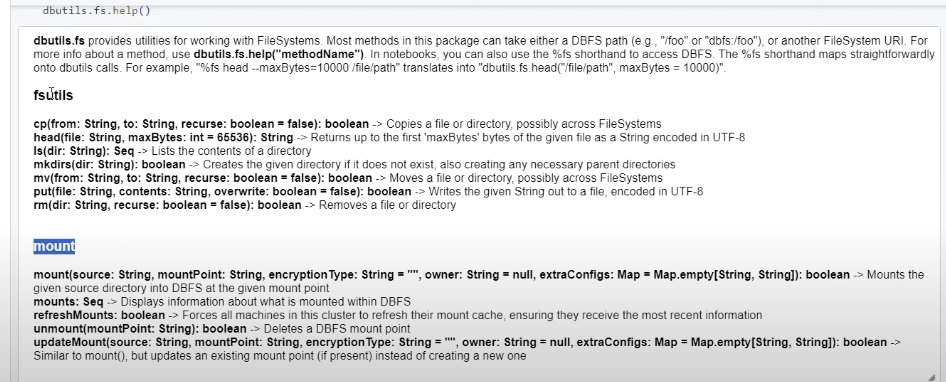 dbutils.fs.help()
dbutils.fs provides utilities for working with FileSystems. Most methods in this package can take either a DBFS path (e.g., "/foo" or "dbfs:/foo"), or another FileSystem URI. For
more info about a method, use dbutils.fs.help("methodName"). In notebooks, you can also use the %fs shorthand to access DBFS. The %fs shorthand maps straightforwardly
onto dbutils calls. For example, "%fs head --maxBytes=10000 /file/path" translates into "dbutils.fs.head("/file/path", maxBytes = 10000)".
fsutils
cp(from: String, to: String, recurse: boolean = false): boolean -> Copies a file or directory, possibly across FileSystems
head(file: String, maxBytes: int = 65536): String -> Returns up to the first 'maxBytes' bytes of the given file as a String encoded in UTF-8
ls(dir: String): Seq -> Lists the contents of a directory
mkdirs(dir: String): boolean -> Creates the given directory if it does not exist, also creating any necessary parent directories
mv(from: String, to: String, recurse: boolean = false): boolean -> Moves a file or directory, possibly across FileSystems
put(file: String, contents: String, overwrite: boolean = false): boolean -> Writes the given String out to a file, encoded in UTF-8
rm(dir: String, recurse: boolean = false): boolean -> Removes a file or directory
mount
mount(source: String, mountPoint: String, encryptionType: String = "", owner: String = null, extraConfigs: Map = Map.empty[String, String]): boolean -> Mounts the
given source directory into DBFS at the given mount point
mounts: Seq -> Displays information about what is mounted within DBFS
refreshMounts: boolean -> Forces all machines in this cluster to refresh their mount cache, ensuring they receive the most recent information
unmount(mountPoint: String): boolean -> Deletes a DBFS mount point
updateMount(source: String, mountPoint: String, encryptionType: String = "", owner: String = null, extraConfigs: Map = Map.empty[String, String]): boolean ->
Similar to mount(), but updates an existing mount point (if present) instead of creating a new one